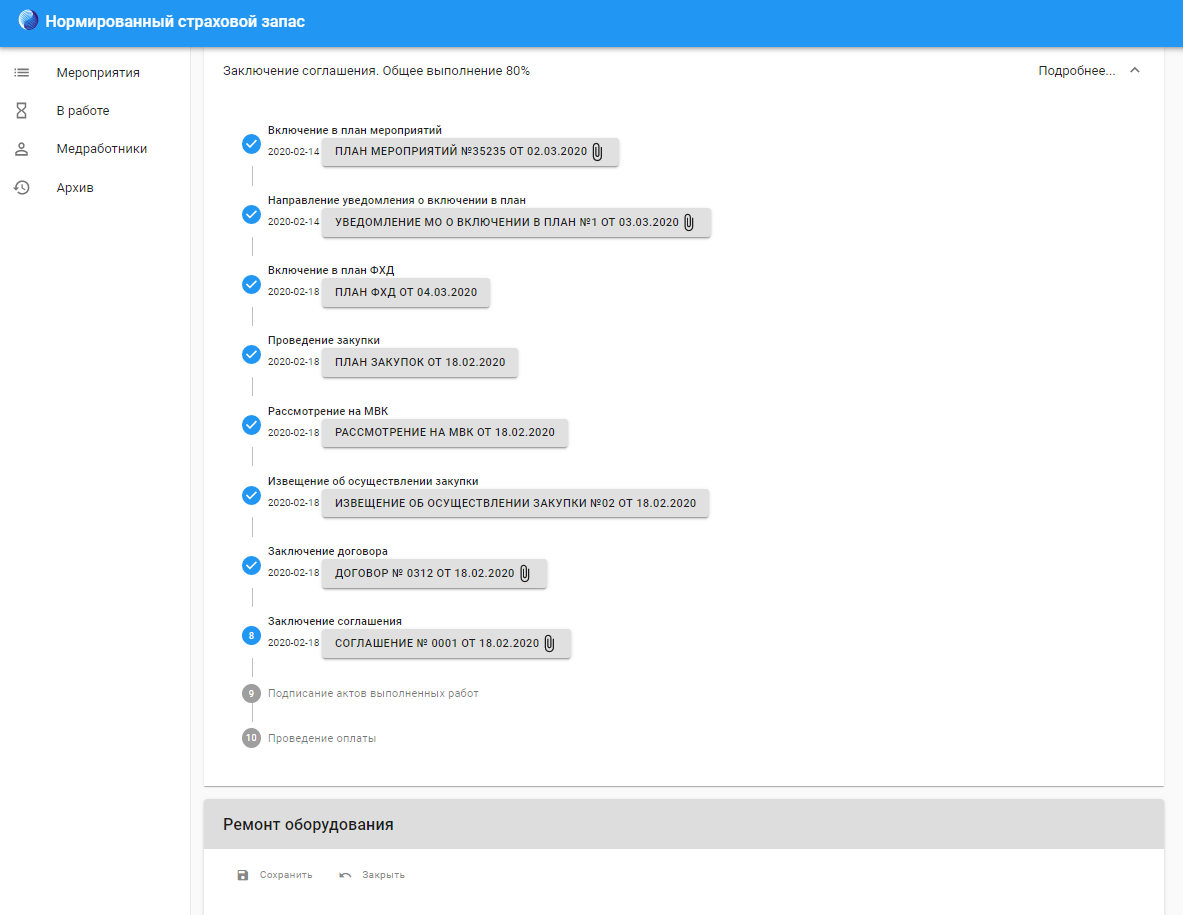 Нормированный страховой запас
Мероприятия
В работе
Медработники
Архив
Заключение соглашения. Общее выполнение 80%
Подробнее...
Включение в план мероприятий
2020-02-14 ПЛАН МЕРОПРИЯТИЙ №35235 ОТ 02.03.2020
Направление уведомления о включении в план
2020-02-14 УВЕДОМЛЕНИЕ МО О ВКЛЮЧЕНИИ В ПЛАН №1 ОТ 03.03.2020
Включение в план ФХД
2020-02-18 ПЛАН ФХД ОТ 04.03.2020
Проведение закупки
2020-02-18 ПЛАН ЗАКУПОК ОТ 18.02.2020
Рассмотрение на МВК
2020-02-18 РАССМОТРЕНИЕ НА МВК ОТ 18.02.2020
Извещение об осуществлении закупки
2020-02-18 ИЗВЕЩЕНИЕ ОБ ОСУЩЕСТВЛЕНИИ ЗАКУПКИ №02 ОТ 18.02.2020
Заключение договора
2020-02-18 ДОГОВОР № 0312 ОТ 18.02.2020
Заключение соглашения
8 2020-02-18 СОГЛАШЕНИЕ № 0001 ОТ 18.02.2020
9 Подписание актов выполненных работ
10 Проведение оплаты
Ремонт оборудования
Сохранить Закрыть